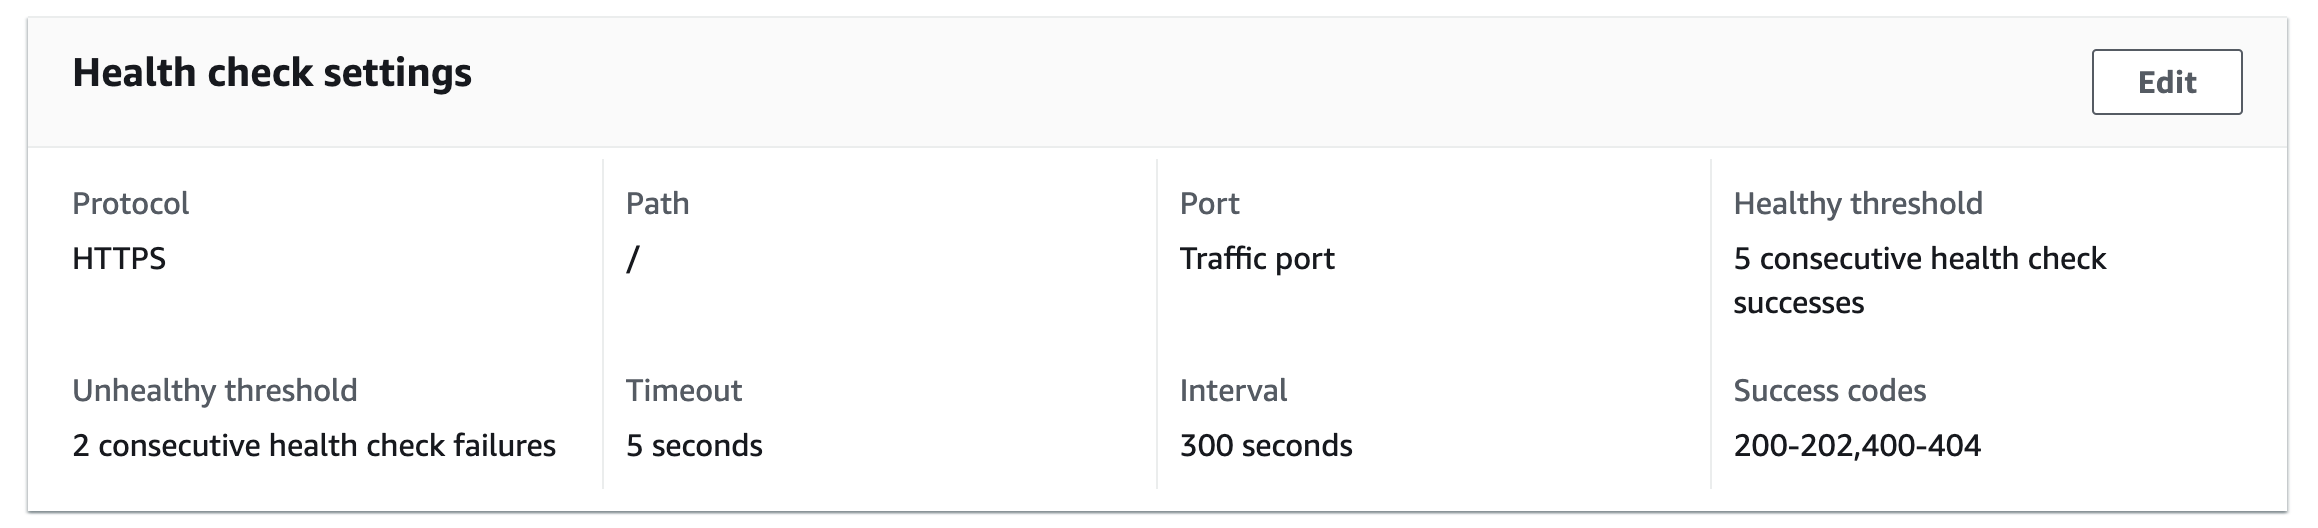 Health check settings
Edit
Protocol
HTTPS
Path
/
Port
Traffic port
Healthy threshold
5 consecutive health check
successes
Unhealthy threshold
2 consecutive health check failures
Timeout
5 seconds
Interval
300 seconds
Success codes
200-202,400-404